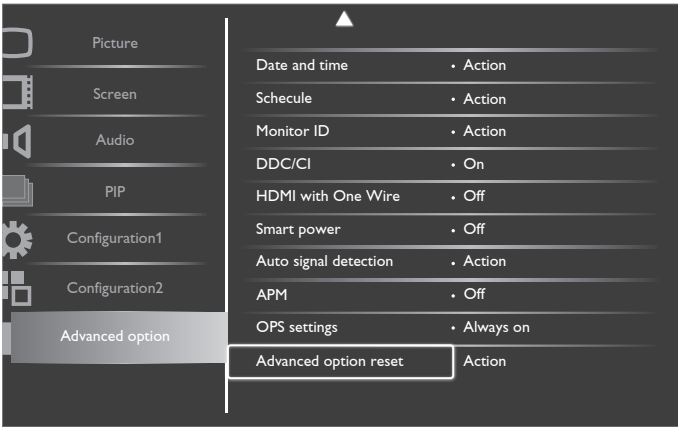 Picture
Screen
Audio
PIP
Configuration1
Configuration2
Advanced option
Date and time • Action
Schecule • Action
Monitor ID • Action
DDC/CI • On
HDMI with One Wire • Off
Smart power • Off
Auto signal detection • Action
APM • Off
OPS settings • Always on
Advanced option reset Action